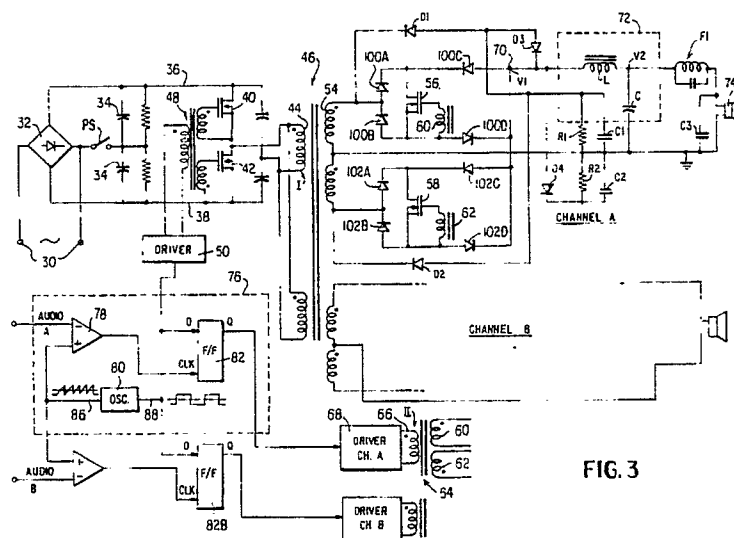 D1
72
36
46
54
100A
100C
56
70
D3
V1
L
V2
F1
74
34
PS
32
48
40
44
60
100B
100D
C
C3
R1
C1
34
42
I
38
102A
102C
58
62
102B
102D
D4
R2
C2
CHANNEL A
30
DRIVER
50
D2
76
AUDIO
A
78
D
Q
F/F
82
CLK
CHANNEL B
80
OSC.
86
88
AUDIO
B
D
Q
F/F
CLK
82B
68
66
II
DRIVER
CH. A
60
62
64
DRIVER
CH B
FIG. 3